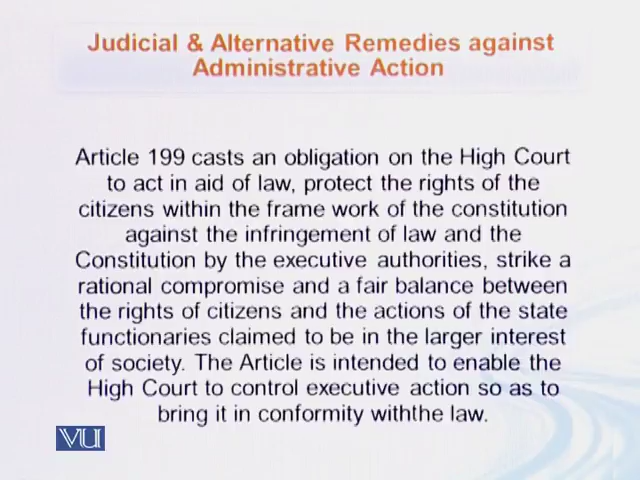 Judicial & Alternative Remedies against
Administrative Action
Article 199 casts an obligation on the High Court
to act in aid of law, protect the rights of the
citizens within the frame work of the constitution
against the infringement of law and the
Constitution by the executive authorities, strike a
rational compromise and a fair balance between
the rights of citizens and the actions of the state
functionaries claimed to be in the larger interest
of society. The Article is intended to enable the
High Court to control executive action so as to
bring it in conformity withthe law.
VU